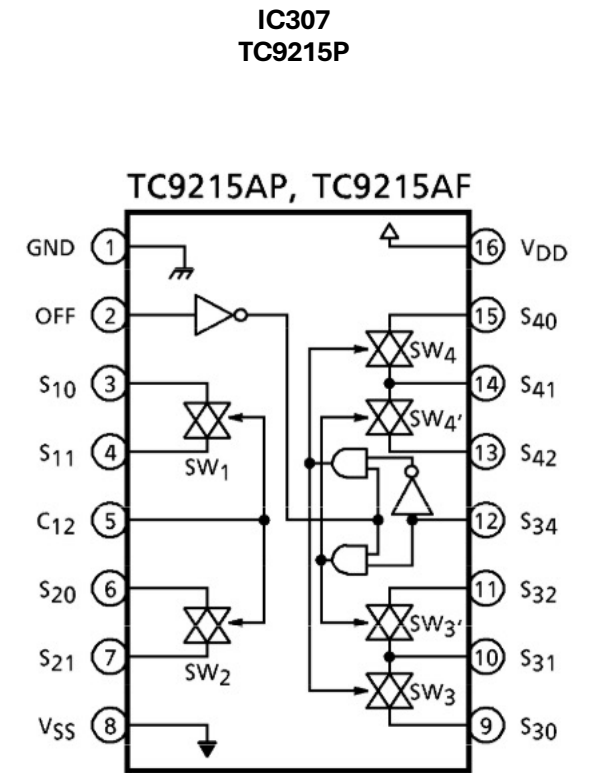 IC307
TC9215P
TC9215AP, TC9215AF
GND 1
16 VDD
OFF 2
15 S40
SW4
S10 3
14 S41
SW4'
S11 4
SW1
13 S42
C12 5
12 S34
S20 6
11 S32
SW3'
S21 7
SW2
10 S31
SW3
VSS 8
9 S30